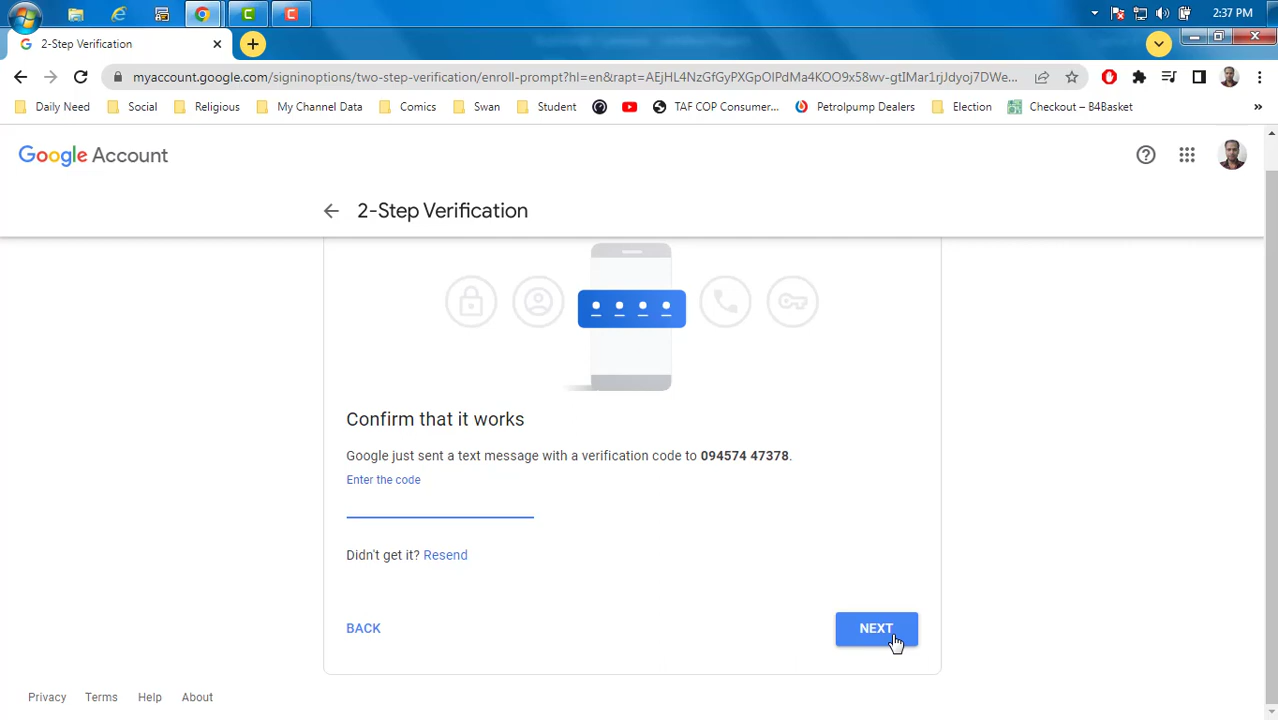 2:37 PM
2-Step Verification
myaccount.google.com/signinoptions/two-step-verification/enroll-prompt?hl=en&rapt=AEjHL4NzGfGyPXGpOlPdMa4KOO9x58wv-gtIMar1rjJdyoj7DWe...
Daily Need Social Religious My Channel Data Comics Swan Student TAF COP Consumer... Petrolpump Dealers Election Checkout – B4Basket »
Google Account
2-Step Verification
Confirm that it works
Google just sent a text message with a verification code to 094574 47378.
Enter the code
Didn't get it? Resend
BACK NEXT
Privacy Terms Help About